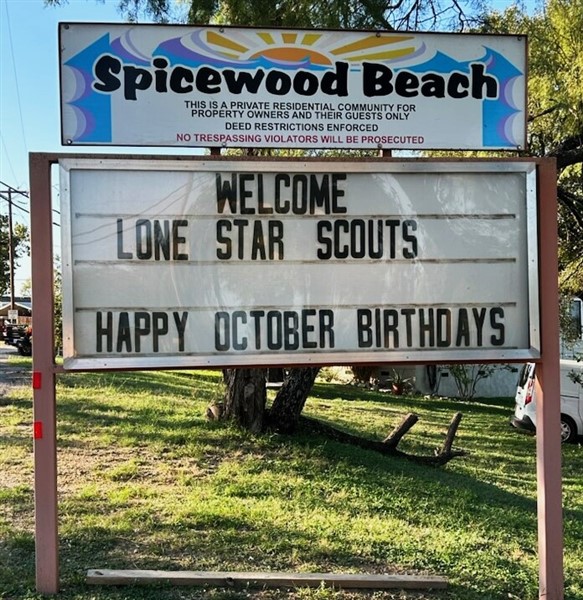 Spicewood Beach
THIS IS A PRIVATE RESIDENTIAL COMMUNITY FOR
PROPERTY OWNERS AND THEIR GUESTS ONLY
DEED RESTRICTIONS ENFORCED
NO TRESPASSING VIOLATORS WILL BE PROSECUTED
WELCOME
LONE STAR SCOUTS
HAPPY OCTOBER BIRTHDAYS